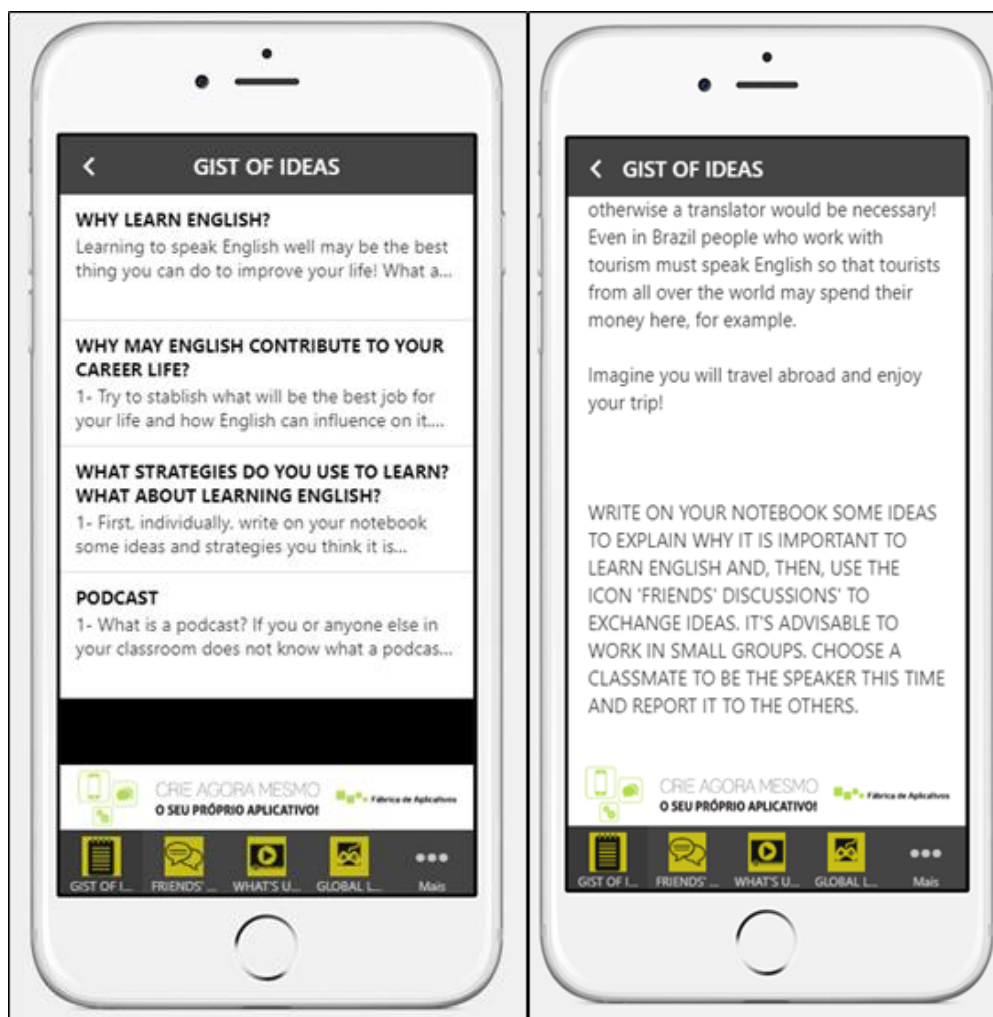 GIST OF IDEAS
WHY LEARN ENGLISH?
Learning to speak English well may be the best
thing you can do to improve your life! What a...
WHY MAY ENGLISH CONTRIBUTE TO YOUR
CAREER LIFE?
1- Try to stablish what will be the best job for
your life and how English can influence on it....
WHAT STRATEGIES DO YOU USE TO LEARN?
WHAT ABOUT LEARNING ENGLISH?
1- First, individually, write on your notebook
some ideas and strategies you think it is...
PODCAST
1- What is a podcast? If you or anyone else in
your classroom does not know what a podcas...
CRIE AGORA MESMO
O SEU PRÓPRIO APLICATIVO!
Fábrica de Aplicativos
GIST OF I... FRIENDS' ... WHAT'S U... GLOBAL L... Mais
GIST OF IDEAS
otherwise a translator would be necessary!
Even in Brazil people who work with
tourism must speak English so that tourists
from all over the world may spend their
money here, for example.
Imagine you will travel abroad and enjoy
your trip!
WRITE ON YOUR NOTEBOOK SOME IDEAS
TO EXPLAIN WHY IT IS IMPORTANT TO
LEARN ENGLISH AND, THEN, USE THE
ICON 'FRIENDS' DISCUSSIONS' TO
EXCHANGE IDEAS. IT'S ADVISABLE TO
WORK IN SMALL GROUPS. CHOOSE A
CLASSMATE TO BE THE SPEAKER THIS TIME
AND REPORT IT TO THE OTHERS.
CRIE AGORA MESMO
O SEU PRÓPRIO APLICATIVO!
Fábrica de Aplicativos
GIST OF I... FRIENDS' ... WHAT'S U... GLOBAL L... Mais